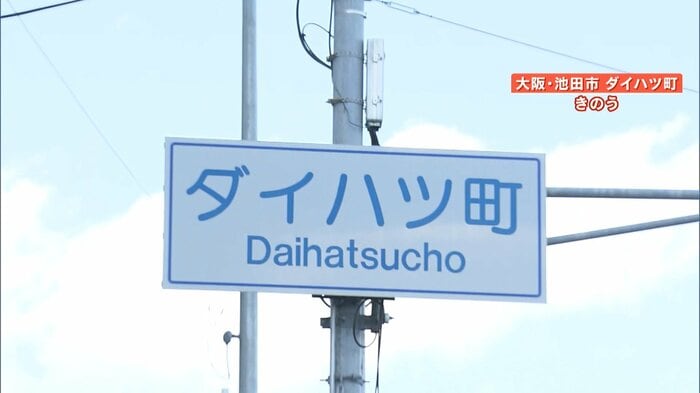 大阪・池田市 ダイハツ町
きのう
ダイハツ町
Daihatsucho